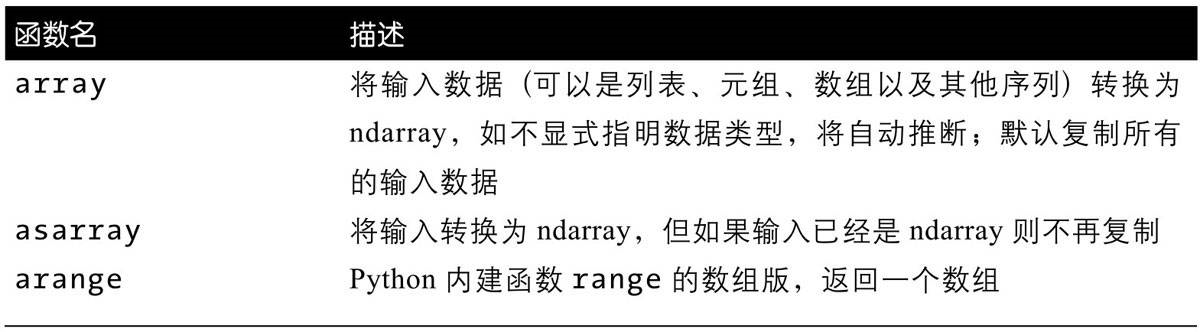 函数名 描述
array 将输入数据（可以是列表、元组、数组以及其他序列）转换为
ndarray，如不显式指明数据类型，将自动推断；默认复制所有
的输入数据
asarray 将输入转换为 ndarray，但如果输入已经是 ndarray 则不再复制
arange Python 内建函数 range 的数组版，返回一个数组